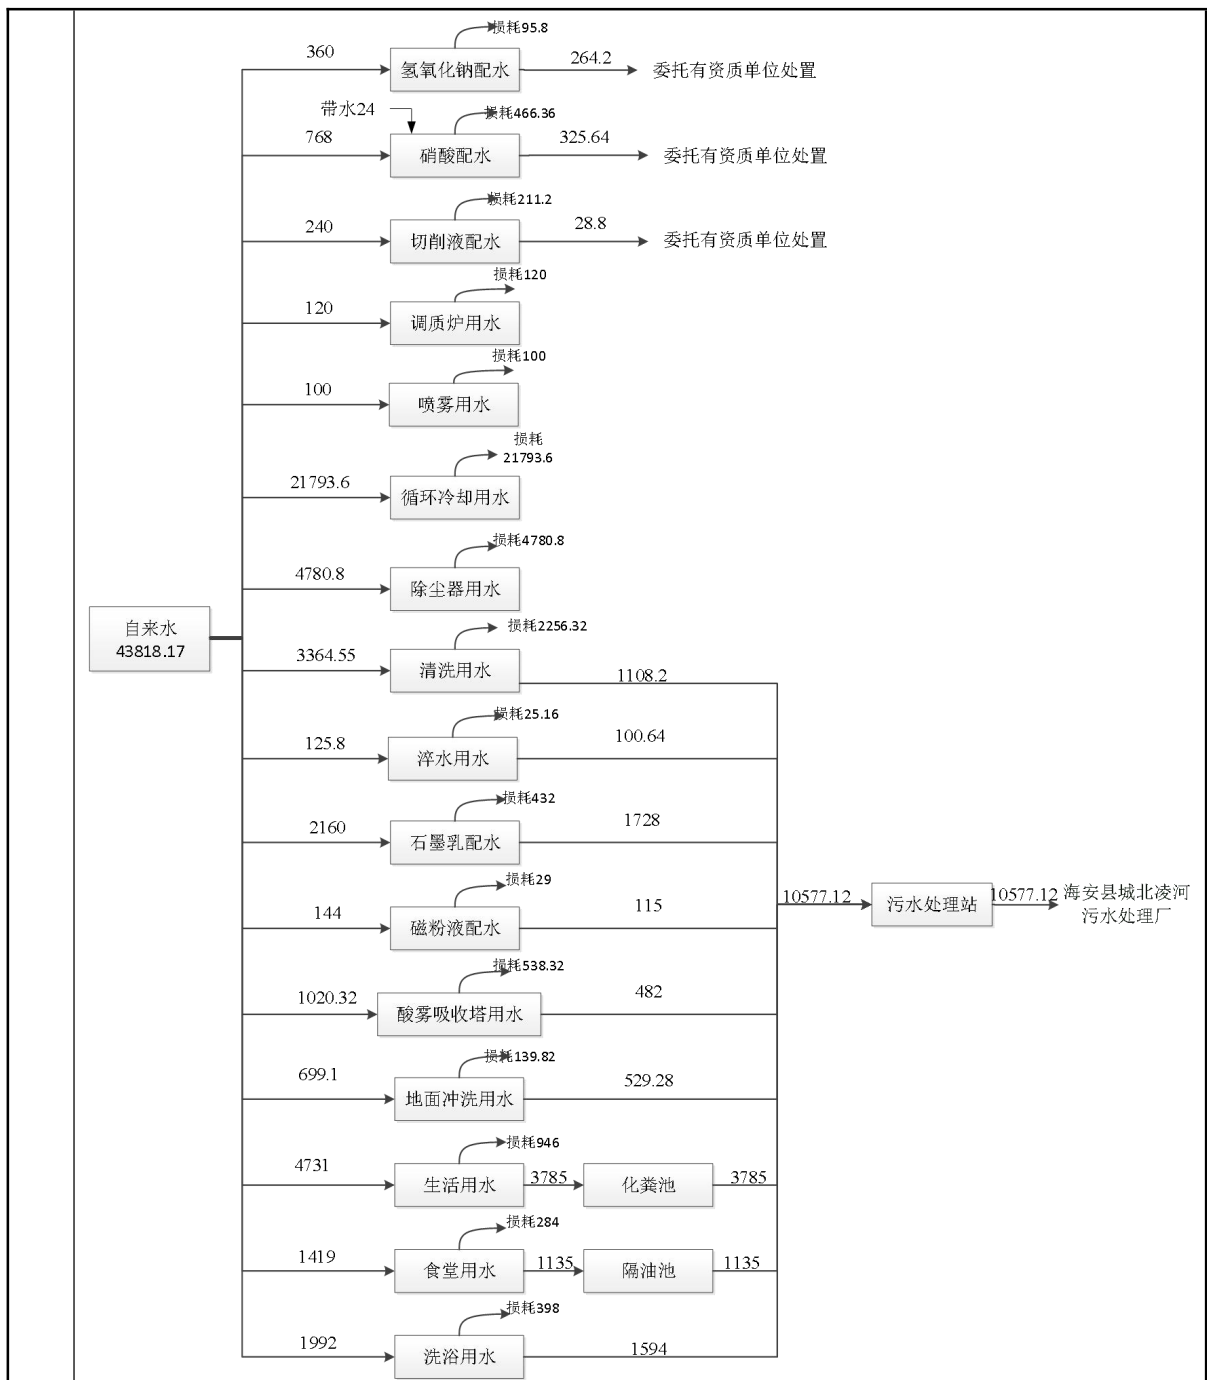 损耗95.8
360
氢氧化钠配水
264.2
委托有资质单位处置
带水24
损耗466.36
768
硝酸配水
325.64
委托有资质单位处置
损耗211.2
240
切削液配水
28.8
委托有资质单位处置
损耗120
120
调质炉用水
损耗100
100
喷雾用水
损耗
21793.6
21793.6
循环冷却用水
损耗4780.8
4780.8
除尘器用水
自来水
43818.17
损耗2256.32
3364.55
清洗用水
1108.2
损耗25.16
125.8
淬水用水
100.64
损耗432
2160
石墨乳配水
1728
损耗29
144
磁粉液配水
115
10577.12
污水处理站
10577.12
海安县城北凌河
污水处理厂
损耗538.32
1020.32
酸雾吸收塔用水
482
损耗139.82
699.1
地面冲洗用水
529.28
损耗946
4731
生活用水
3785
化粪池
3785
损耗284
1419
食堂用水
1135
隔油池
1135
损耗398
1992
洗浴用水
1594